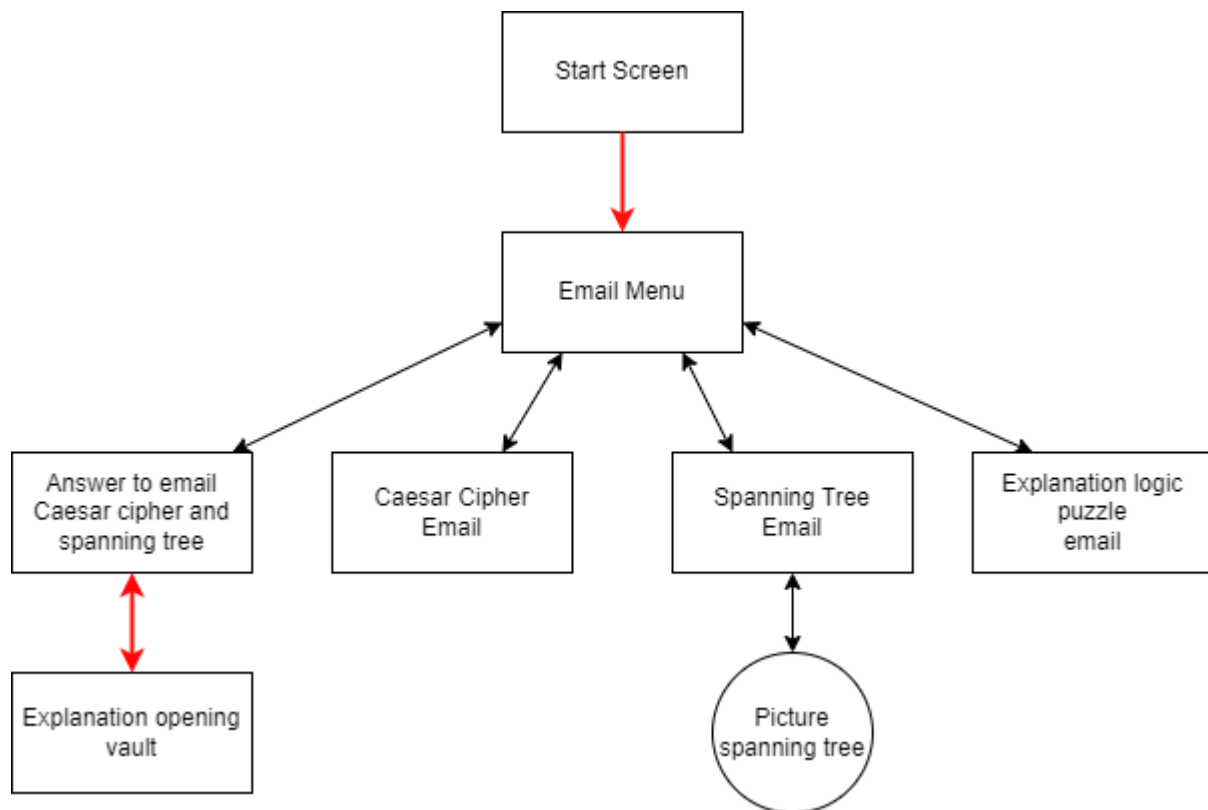 Start Screen
Email Menu
Answer to email
Caesar cipher and
spanning tree
Caesar Cipher
Email
Spanning Tree
Email
Explanation logic
puzzle
email
Explanation opening
vault
Picture
spanning tree